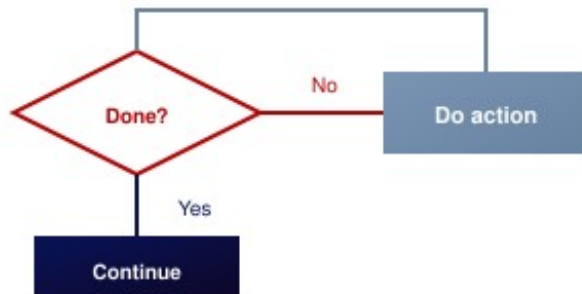 No
Done?
Do action
Yes
Continue